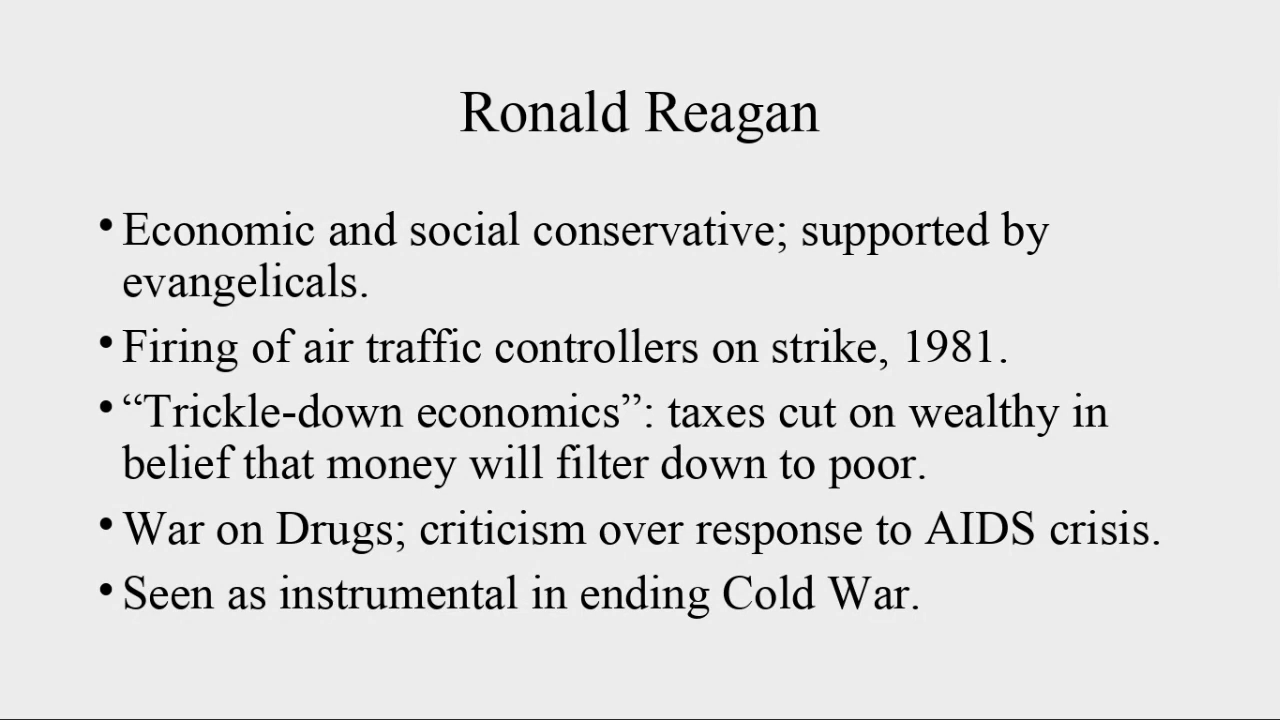 Ronald Reagan
• Economic and social conservative; supported by
evangelicals.
• Firing of air traffic controllers on strike, 1981.
• “Trickle-down economics”: taxes cut on wealthy in
belief that money will filter down to poor.
• War on Drugs; criticism over response to AIDS crisis.
• Seen as instrumental in ending Cold War.